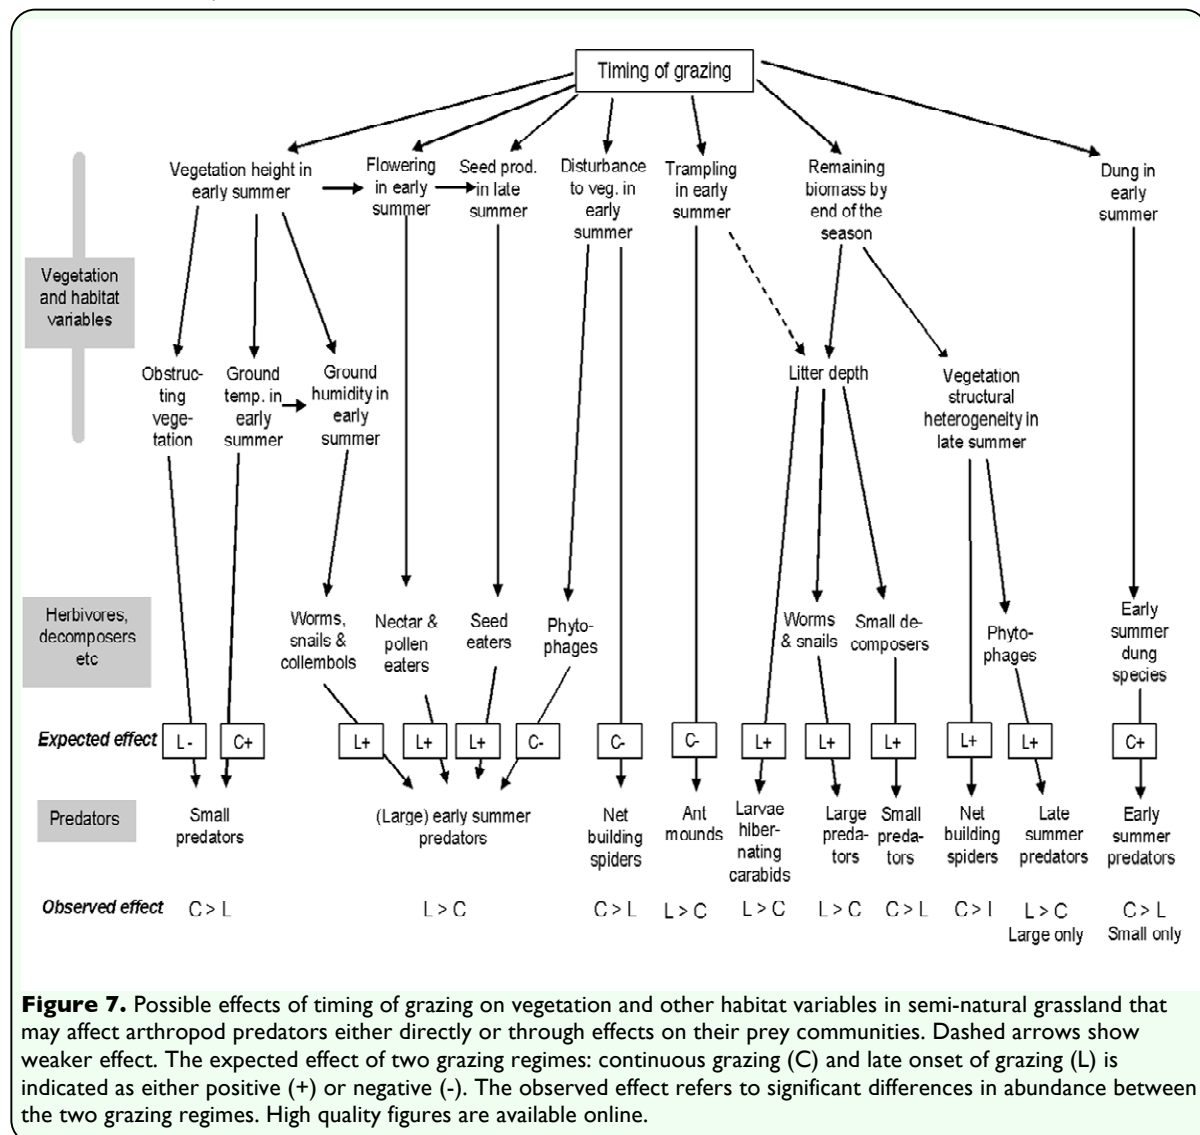 Timing of grazing
Vegetation height in
early summer
Flowering
in early
summer
Seed prod.
in late
summer
Disturbance
to veg. in
early
summer
Trampling
in early
summer
Remaining
biomass by
end of the
season
Dung in
early
summer
Vegetation
and habitat
variables
Obstruc-
ting
vege-
tation
Ground
temp. in
early
summer
Ground
humidity in
early
summer
Litter depth
Vegetation
structural
heterogeneity in
late summer
Herbivores,
decomposers
etc
Worms,
snails &
collembols
Nectar &
pollen
eaters
Seed
eaters
Phyto-
phages
Worms
& snails
Small de-
composers
Phyto-
phages
Early
summer
dung
species
Expected effect
L -
C+
L+
L+
L+
C-
C-
C-
L+
L+
L+
L+
L+
C+
Predators
Small
predators
(Large) early summer
predators
Net
building
spiders
Ant
mounds
Larvae
hiber-
nating
carabids
Large
preda-
tors
Small
preda-
tors
Net
building
spiders
Late
summer
predators
Early
summer
predators
Observed effect
C > L
L > C
C > L
L > C
L > C
L > C
C > L
C > l
L > C
Large only
C > L
Small only
Figure 7. Possible effects of timing of grazing on vegetation and other habitat variables in semi-natural grassland that
may affect arthropod predators either directly or through effects on their prey communities. Dashed arrows show
weaker effect. The expected effect of two grazing regimes: continuous grazing (C) and late onset of grazing (L) is
indicated as either positive (+) or negative (-). The observed effect refers to significant differences in abundance between
the two grazing regimes. High quality figures are available online.